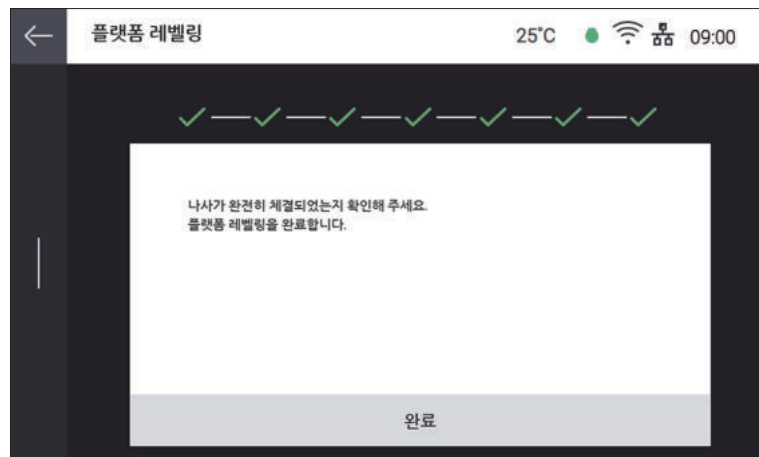 플랫폼 레벨링
25˚C
09:00
나사가 완전히 체결되었는지 확인해 주세요.
플랫폼 레벨링을 완료합니다.
완료